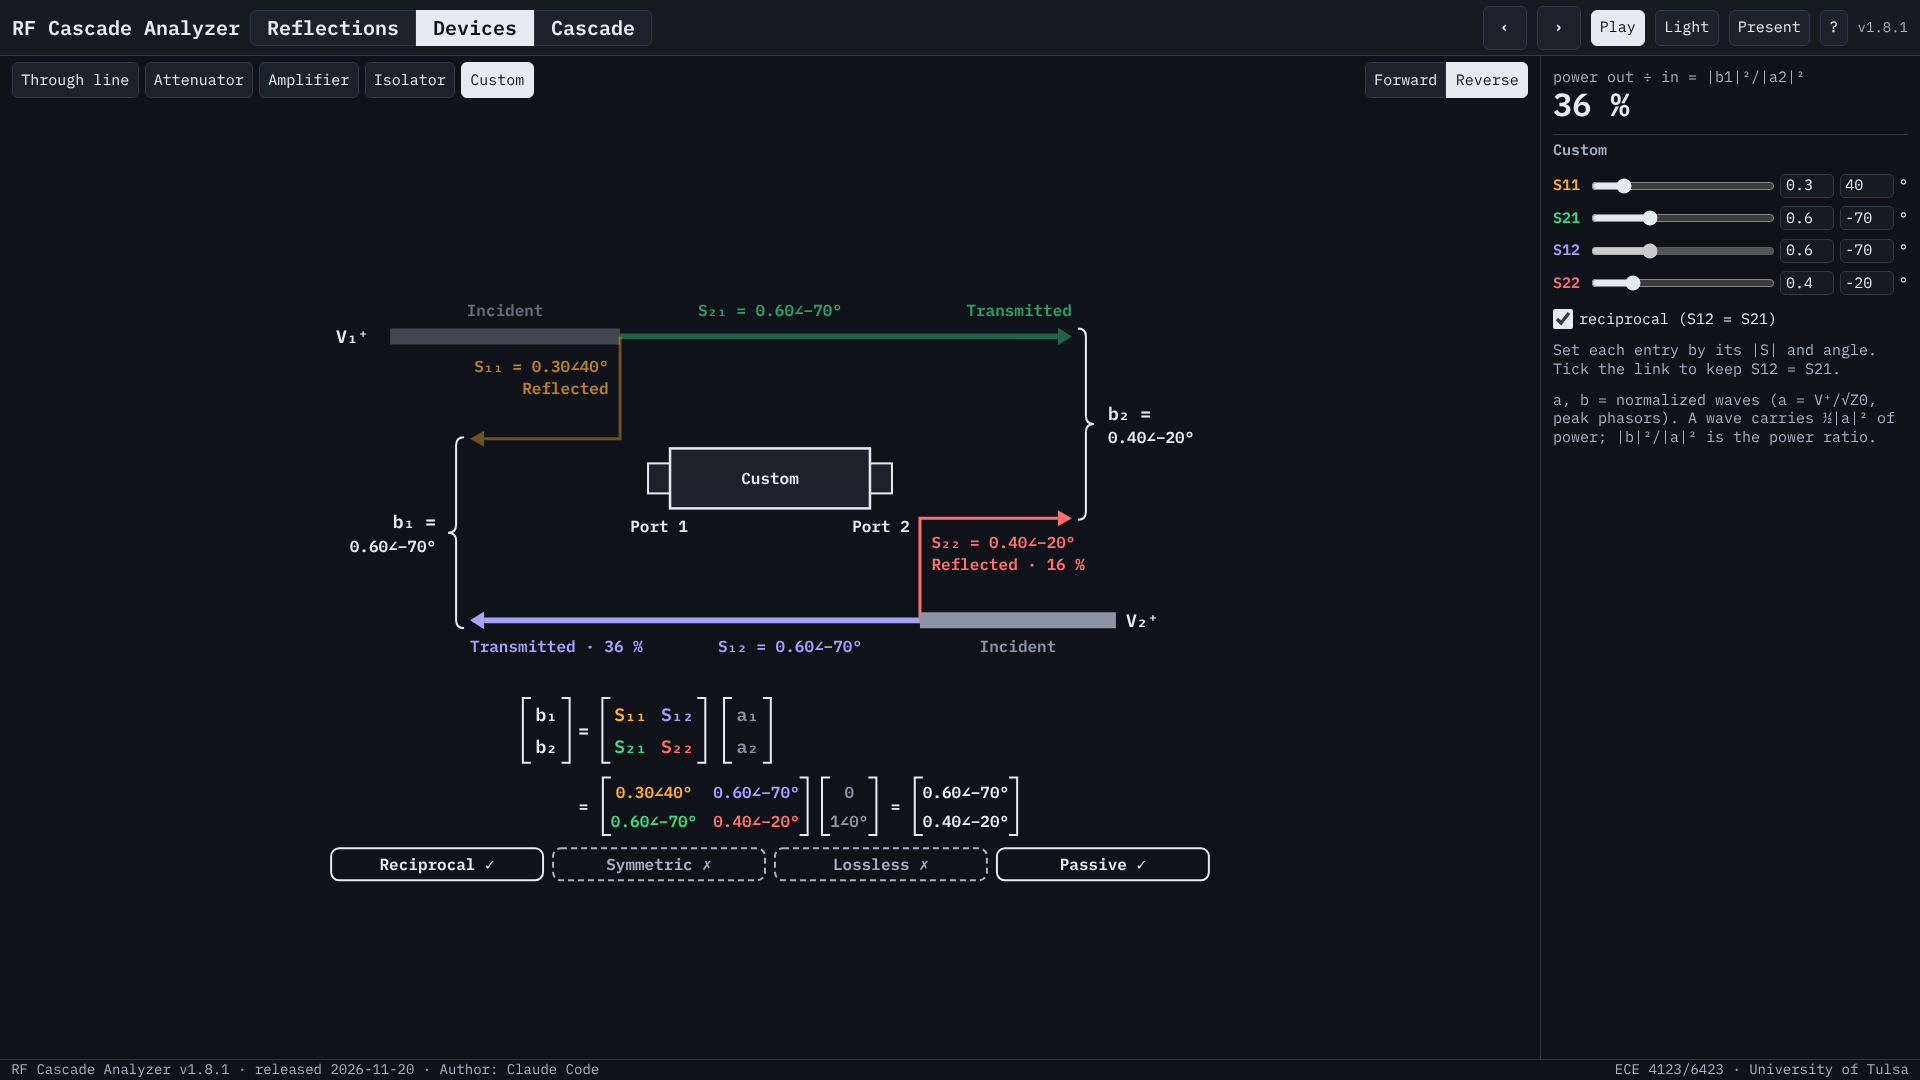 RF Cascade Analyzer Reflections Devices Cascade ‹ › Play Light Present ? v1.8.1
Through line Attenuator Amplifier Isolator Custom Forward Reverse
power out ÷ in = |b1|²/|a2|²
36 %
Custom
S11 0.3 40 °
S21 0.6 -70 °
S12 0.6 -70 °
S22 0.4 -20 °
reciprocal (S12 = S21)
Set each entry by its |S| and angle.
Tick the link to keep S12 = S21.
a, b = normalized waves (a = V⁺/√Z0,
peak phasors). A wave carries ½|a|² of
power; |b|²/|a|² is the power ratio.
Incident S₂₁ = 0.60∠−70° Transmitted
V₁⁺
S₁₁ = 0.30∠40°
Reflected
b₂ =
0.40∠−20°
Custom
Port 1 Port 2
b₁ =
0.60∠−70°
S₂₂ = 0.40∠−20°
Reflected · 16 %
V₂⁺
Transmitted · 36 % S₁₂ = 0.60∠−70° Incident
b₁ S₁₁ S₁₂ a₁
=
b₂ S₂₁ S₂₂ a₂
0.30∠40° 0.60∠−70° 0 0.60∠−70°
= =
0.60∠−70° 0.40∠−20° 1∠0° 0.40∠−20°
Reciprocal ✓ Symmetric ✗ Lossless ✗ Passive ✓
RF Cascade Analyzer v1.8.1 · released 2026-11-20 · Author: Claude Code ECE 4123/6423 · University of Tulsa